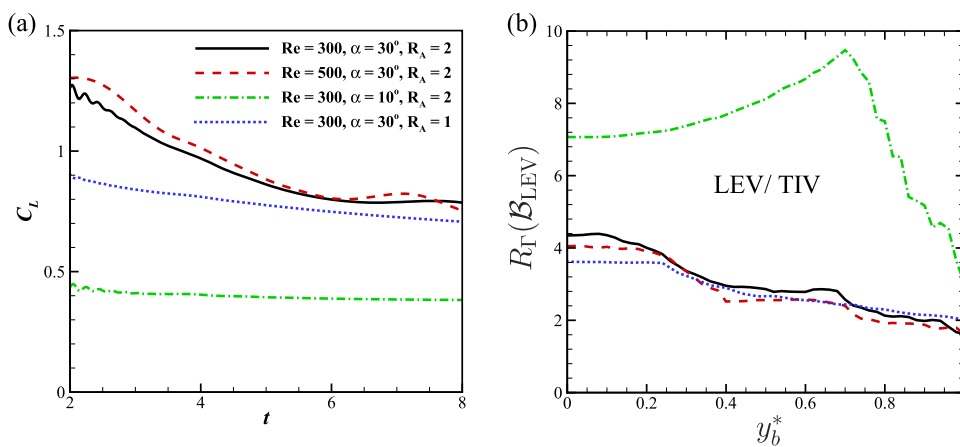 (a)
1.5
1
0.5
0
C_L
2
4
6
8
t
Re = 300, α = 30°, R_A = 2
Re = 500, α = 30°, R_A = 2
Re = 300, α = 10°, R_A = 2
Re = 300, α = 30°, R_A = 1
(b)
10
8
6
4
2
0
R_Γ(ℬ_LEV)
LEV/ TIV
0
0.2
0.4
0.6
0.8
y_b^*